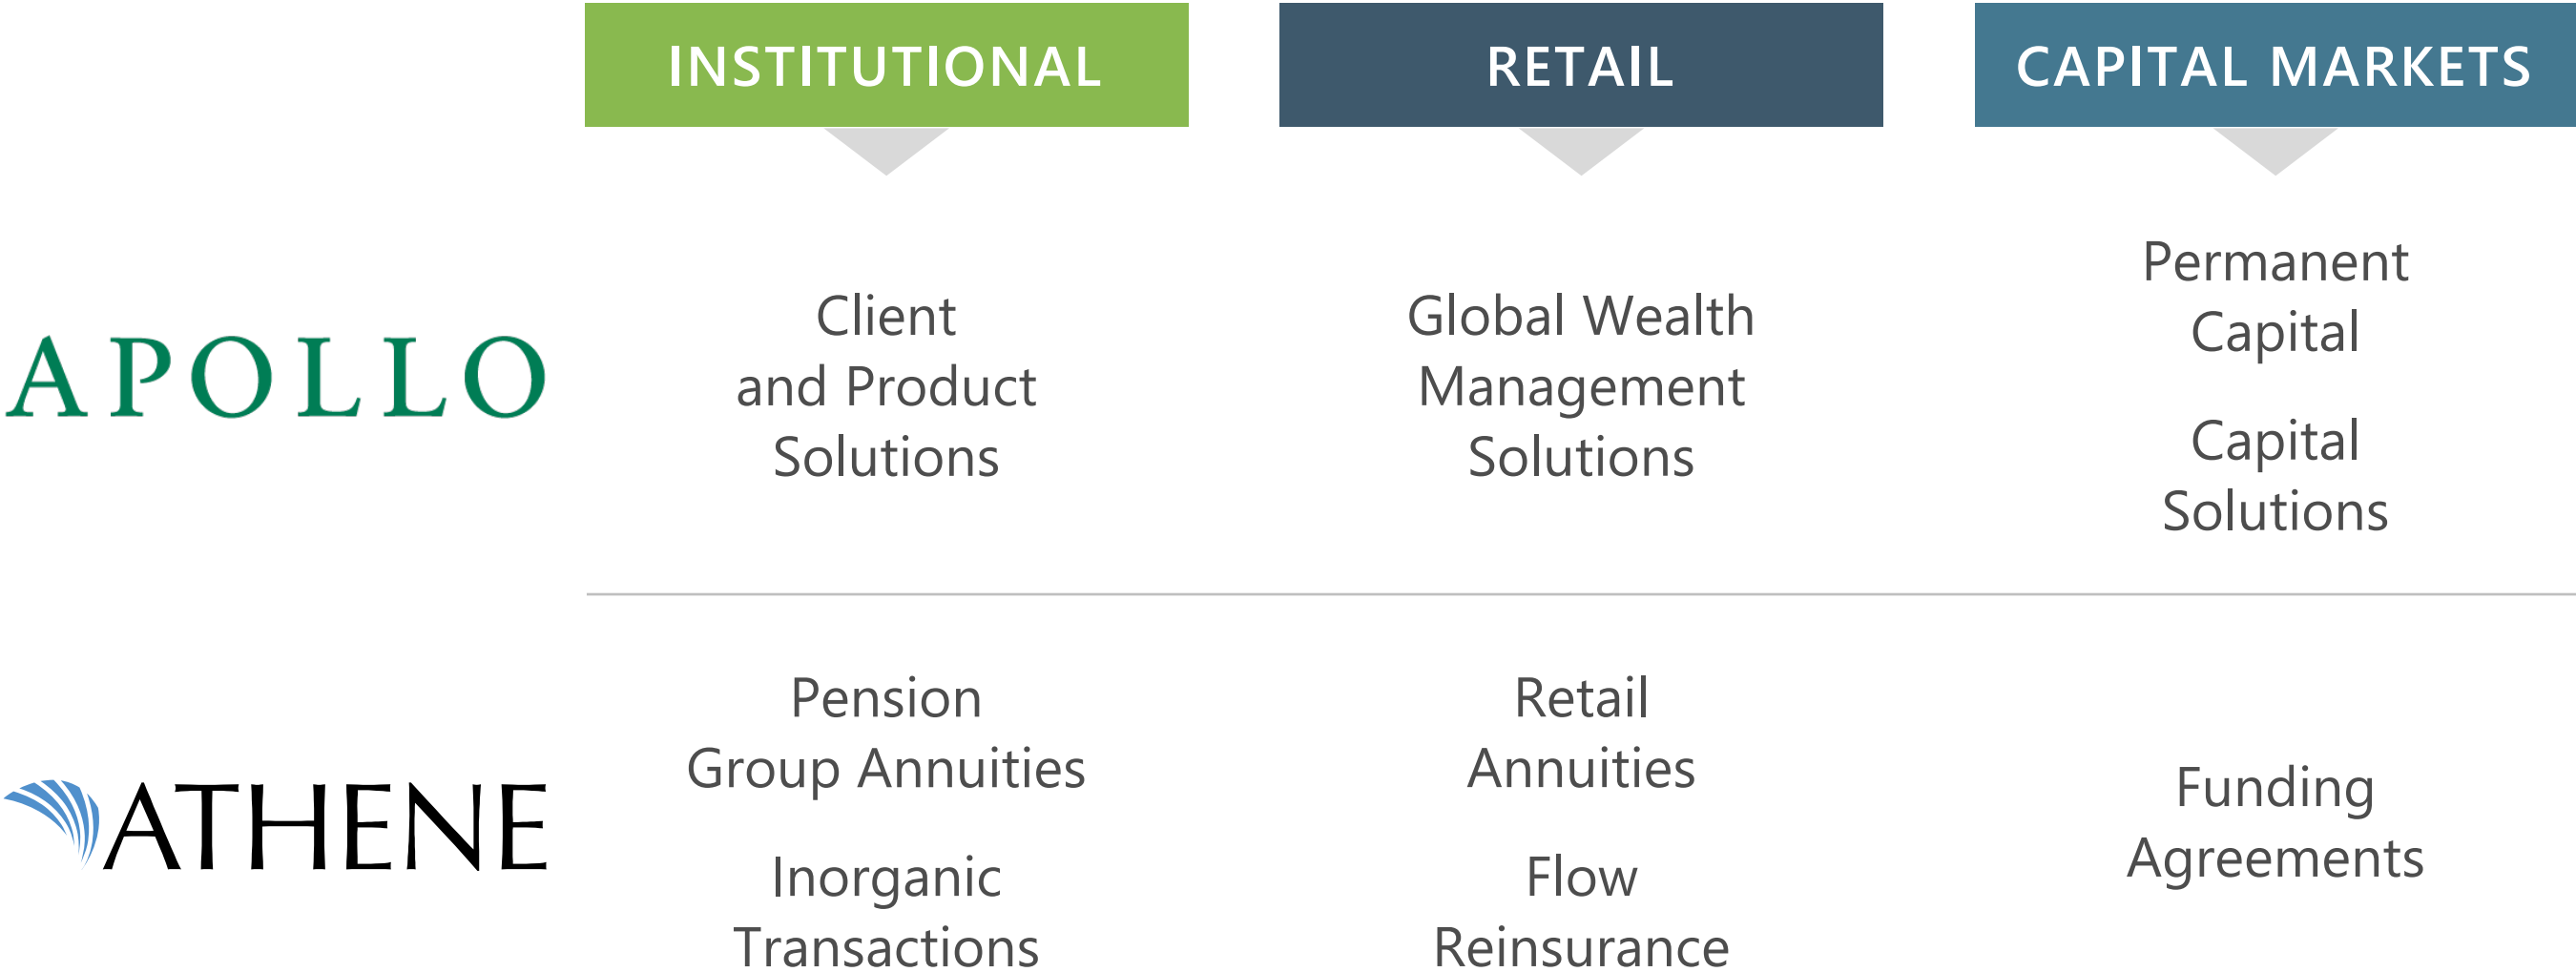 INSTITUTIONAL
RETAIL
CAPITAL MARKETS
APOLLO
Client
and Product
Solutions
Global Wealth
Management
Solutions
Permanent
Capital
Capital
Solutions
ATHENE
Pension
Group Annuities
Inorganic
Transactions
Retail
Annuities
Flow
Reinsurance
Funding
Agreements